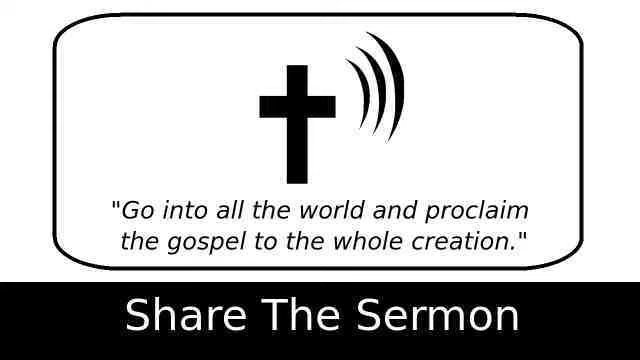 "Go into all the world and proclaim
the gospel to the whole creation."
Share The Sermon